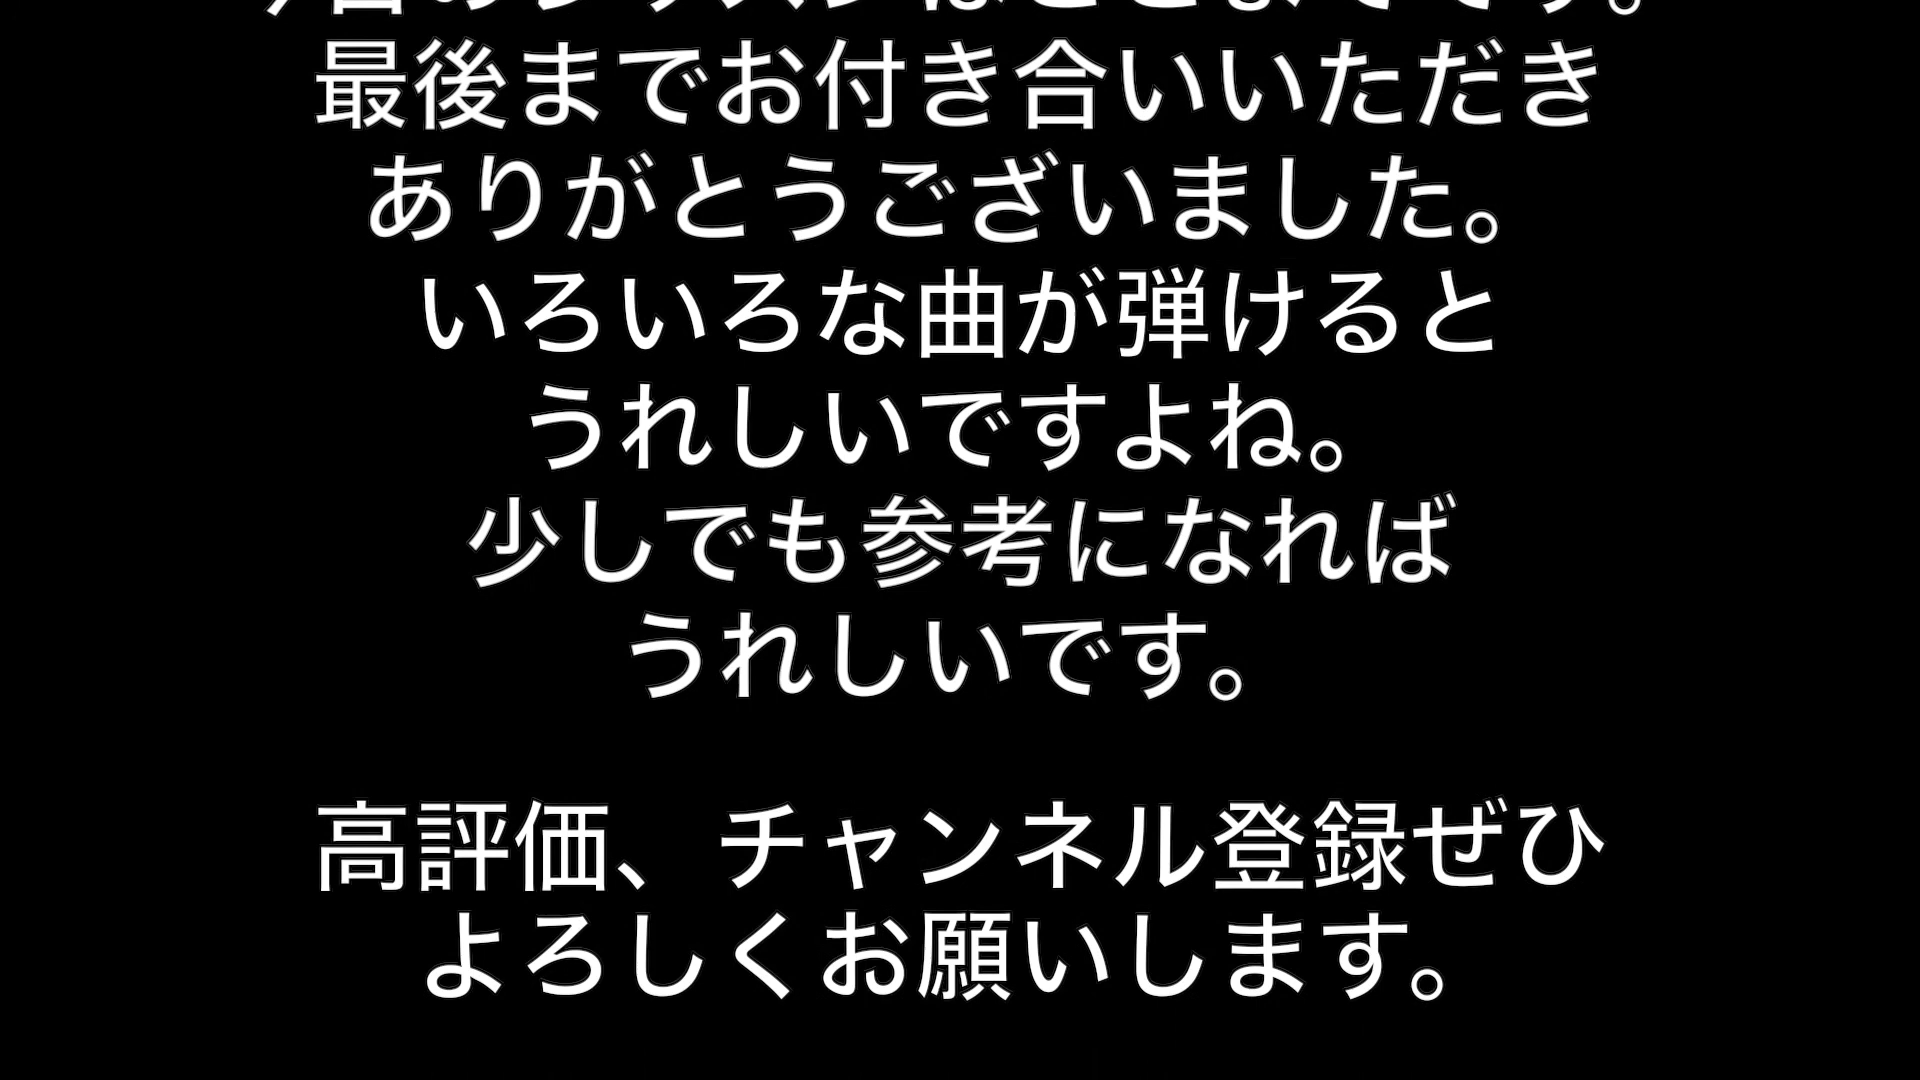 最後までお付き合いいただき
ありがとうございました。
いろいろな曲が弾けると
うれしいですよね。
少しでも参考になれば
うれしいです。
高評価、チャンネル登録ぜひ
よろしくお願いします。